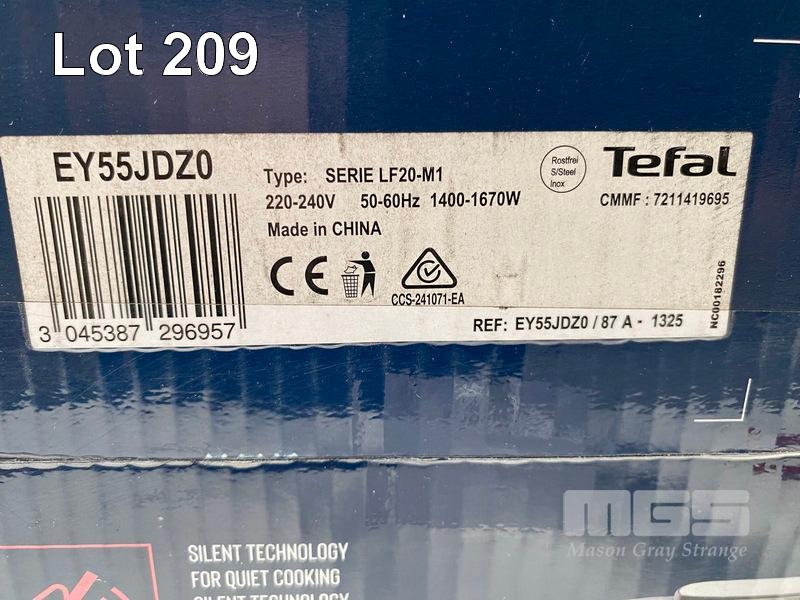 Lot 209
EY55JDZ0
Type: SERIE LF20-M1
220-240V 50-60Hz 1400-1670W
Made in CHINA
Rostfrei
S/Steel
Inox
Tefal
CMMF : 7211419695
CE
CCS-241071-EA
NC00182296
3 045387 296957
REF: EY55JDZ0 / 87 A - 1325
MGS
Mason Gray Strange
SILENT TECHNOLOGY
FOR QUIET COOKING
SILENT TECHNOLOGY